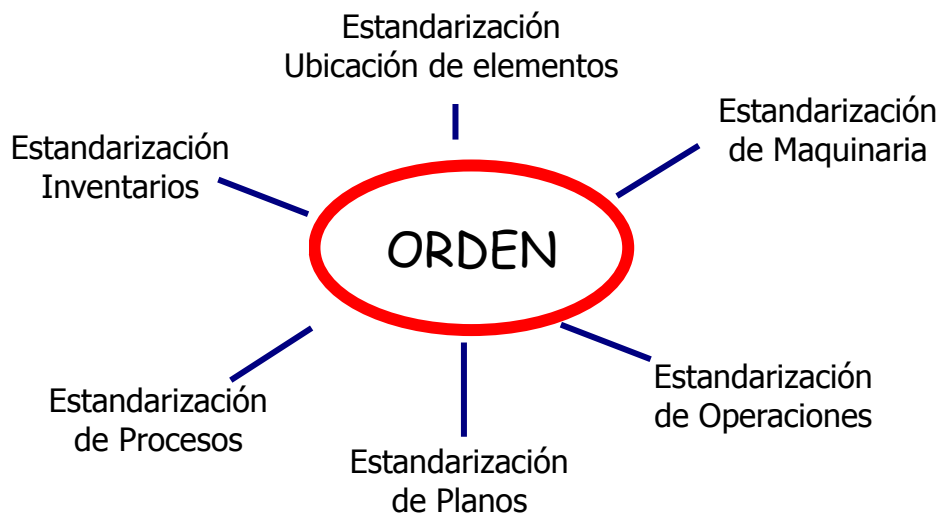 Estandarización
Ubicación de elementos
Estandarización
de Maquinaria
Estandarización
Inventarios
ORDEN
Estandarización
de Procesos
Estandarización
de Operaciones
Estandarización
de Planos